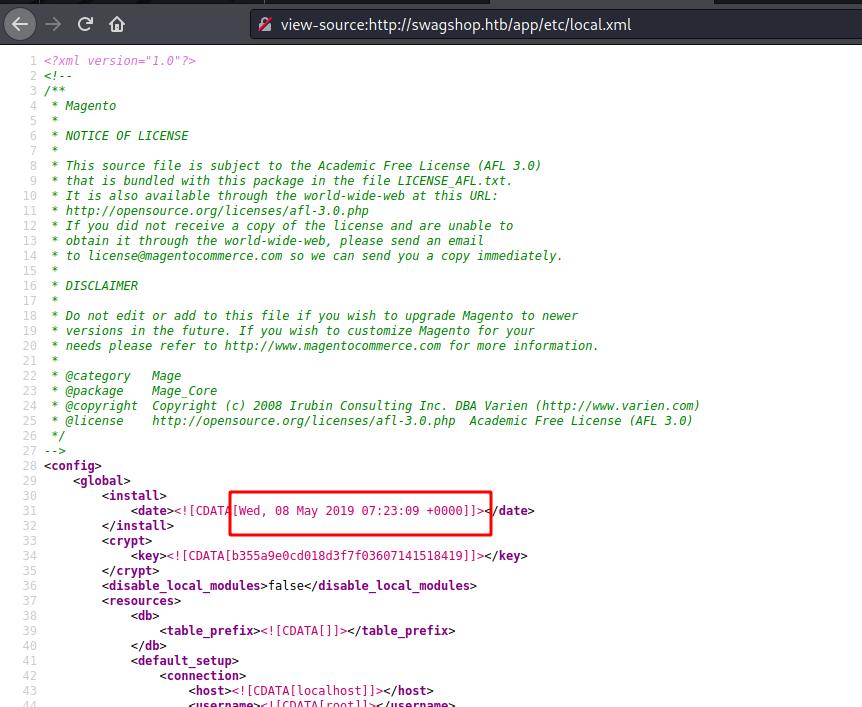 view-source:http://swagshop.htb/app/etc/local.xml
1 <?xml version="1.0"?>
2 <!--
3 /**
4  * Magento
5  *
6  * NOTICE OF LICENSE
7  *
8  * This source file is subject to the Academic Free License (AFL 3.0)
9  * that is bundled with this package in the file LICENSE_AFL.txt.
10  * It is also available through the world-wide-web at this URL:
11  * http://opensource.org/licenses/afl-3.0.php
12  * If you did not receive a copy of the license and are unable to
13  * obtain it through the world-wide-web, please send an email
14  * to license@magentocommerce.com so we can send you a copy immediately.
15  *
16  * DISCLAIMER
17  *
18  * Do not edit or add to this file if you wish to upgrade Magento to newer
19  * versions in the future. If you wish to customize Magento for your
20  * needs please refer to http://www.magentocommerce.com for more information.
21  *
22  * @category   Mage
23  * @package    Mage_Core
24  * @copyright  Copyright (c) 2008 Irubin Consulting Inc. DBA Varien (http://www.varien.com)
25  * @license    http://opensource.org/licenses/afl-3.0.php  Academic Free License (AFL 3.0)
26  */
27 -->
28 <config>
29     <global>
30         <install>
31             <date><![CDATA[Wed, 08 May 2019 07:23:09 +0000]]></date>
32         </install>
33         <crypt>
34             <key><![CDATA[b355a9e0cd018d3f7f03607141518419]]></key>
35         </crypt>
36         <disable_local_modules>false</disable_local_modules>
37         <resources>
38             <db>
39                 <table_prefix><![CDATA[]]></table_prefix>
40             </db>
41             <default_setup>
42                 <connection>
43                     <host><![CDATA[localhost]]></host>
44                     <username><![CDATA[root]]></username>